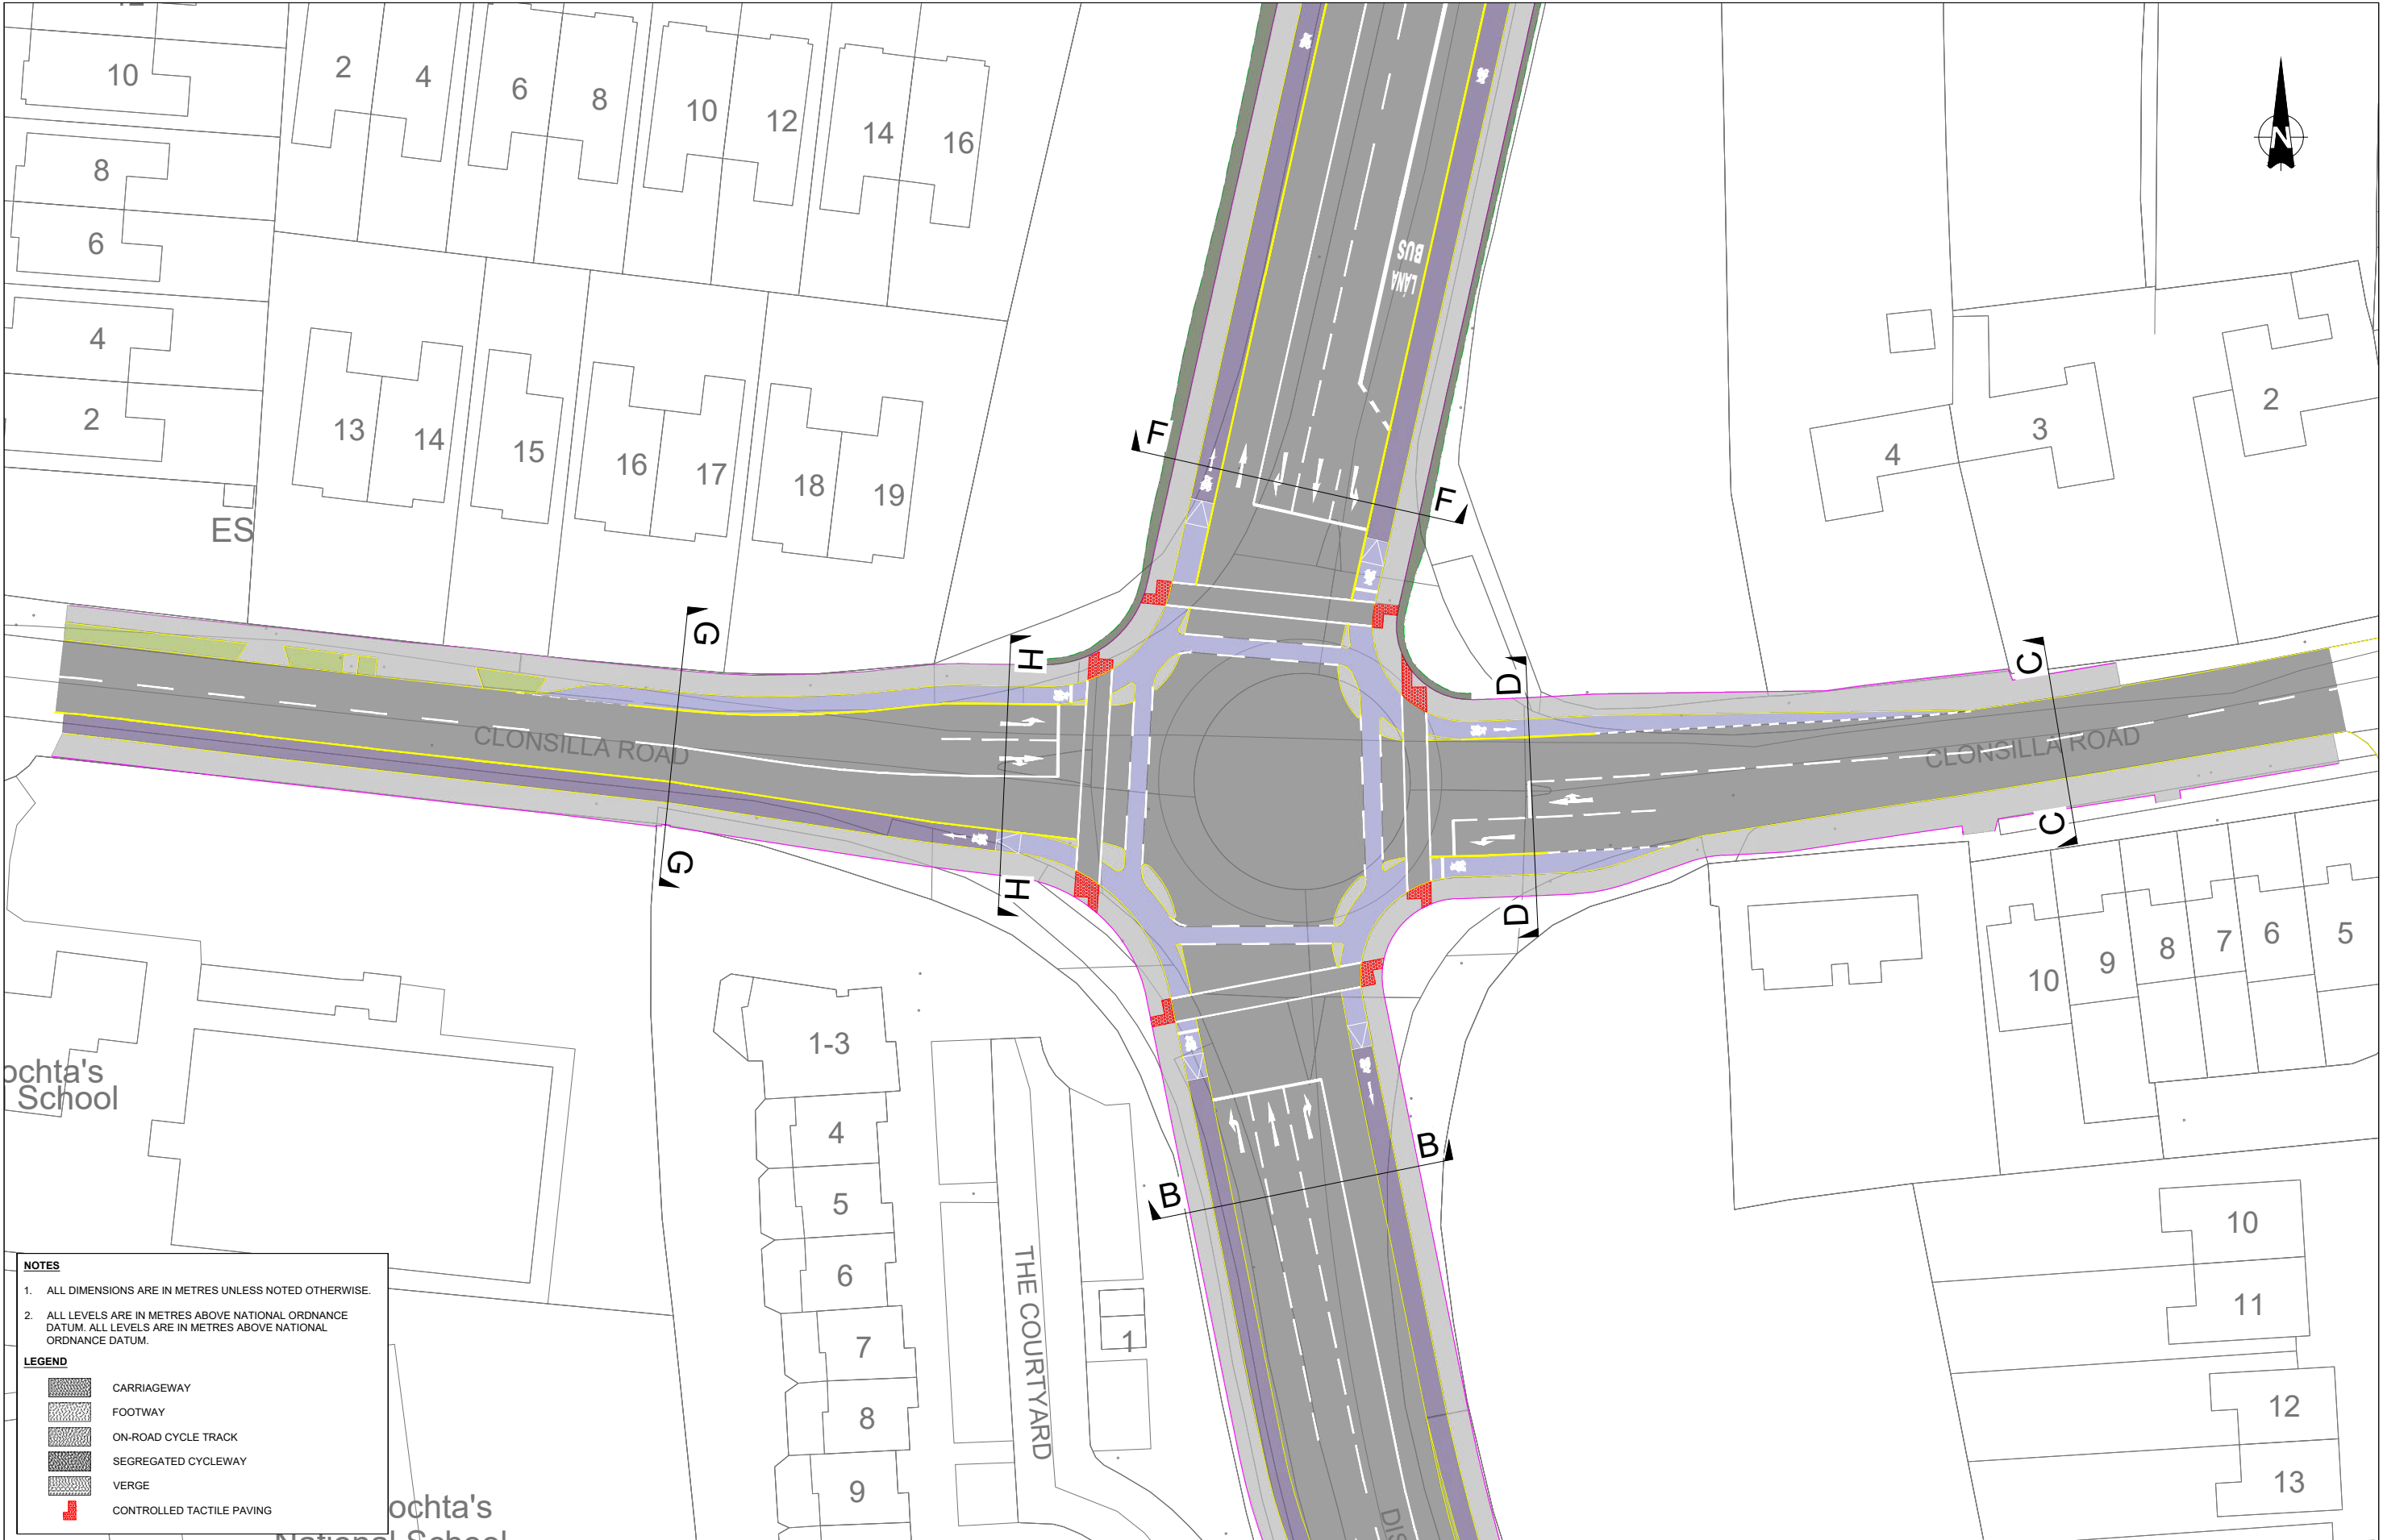 10
2
4
6
8
10
12
14
16
8
6
4
2
13
14
15
16
17
18
19
ES
N
BUS
LÁNA
F
F
4
3
2
G
H
D
C
CLONSILLA ROAD
CLONSILLA ROAD
G
H
D
C
10
9
8
7
6
5
ochta's
School
1-3
4
5
6
7
8
9
THE COURTYARD
1
B
B
10
11
12
13
DIS
NOTES
1. ALL DIMENSIONS ARE IN METRES UNLESS NOTED OTHERWISE.
2. ALL LEVELS ARE IN METRES ABOVE NATIONAL ORDNANCE
DATUM. ALL LEVELS ARE IN METRES ABOVE NATIONAL
ORDNANCE DATUM.
LEGEND
CARRIAGEWAY
FOOTWAY
ON-ROAD CYCLE TRACK
SEGREGATED CYCLEWAY
VERGE
CONTROLLED TACTILE PAVING
ochta's
National School